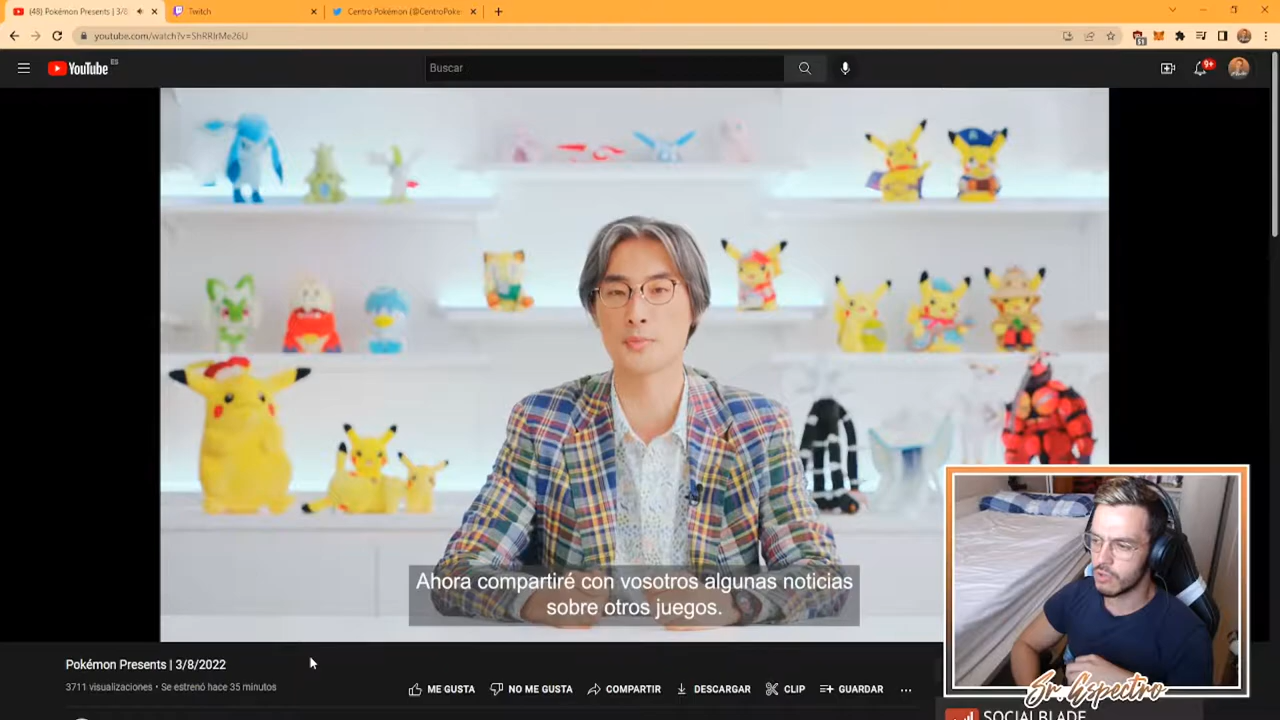 (48) Pokémon Presents | 3/8
Twitch
Centro Pokémon (@CentroPoke
youtube.com/watch?v=ShRRIrMe26U
51
YouTube ES
Buscar
9+
Ahora compartiré con vosotros algunas noticias
sobre otros juegos.
Pokémon Presents | 3/8/2022
3711 visualizaciones • Se estrenó hace 35 minutos
ME GUSTA
NO ME GUSTA
COMPARTIR
DESCARGAR
CLIP
GUARDAR
Sr. Espectro
SOCIALBLADE